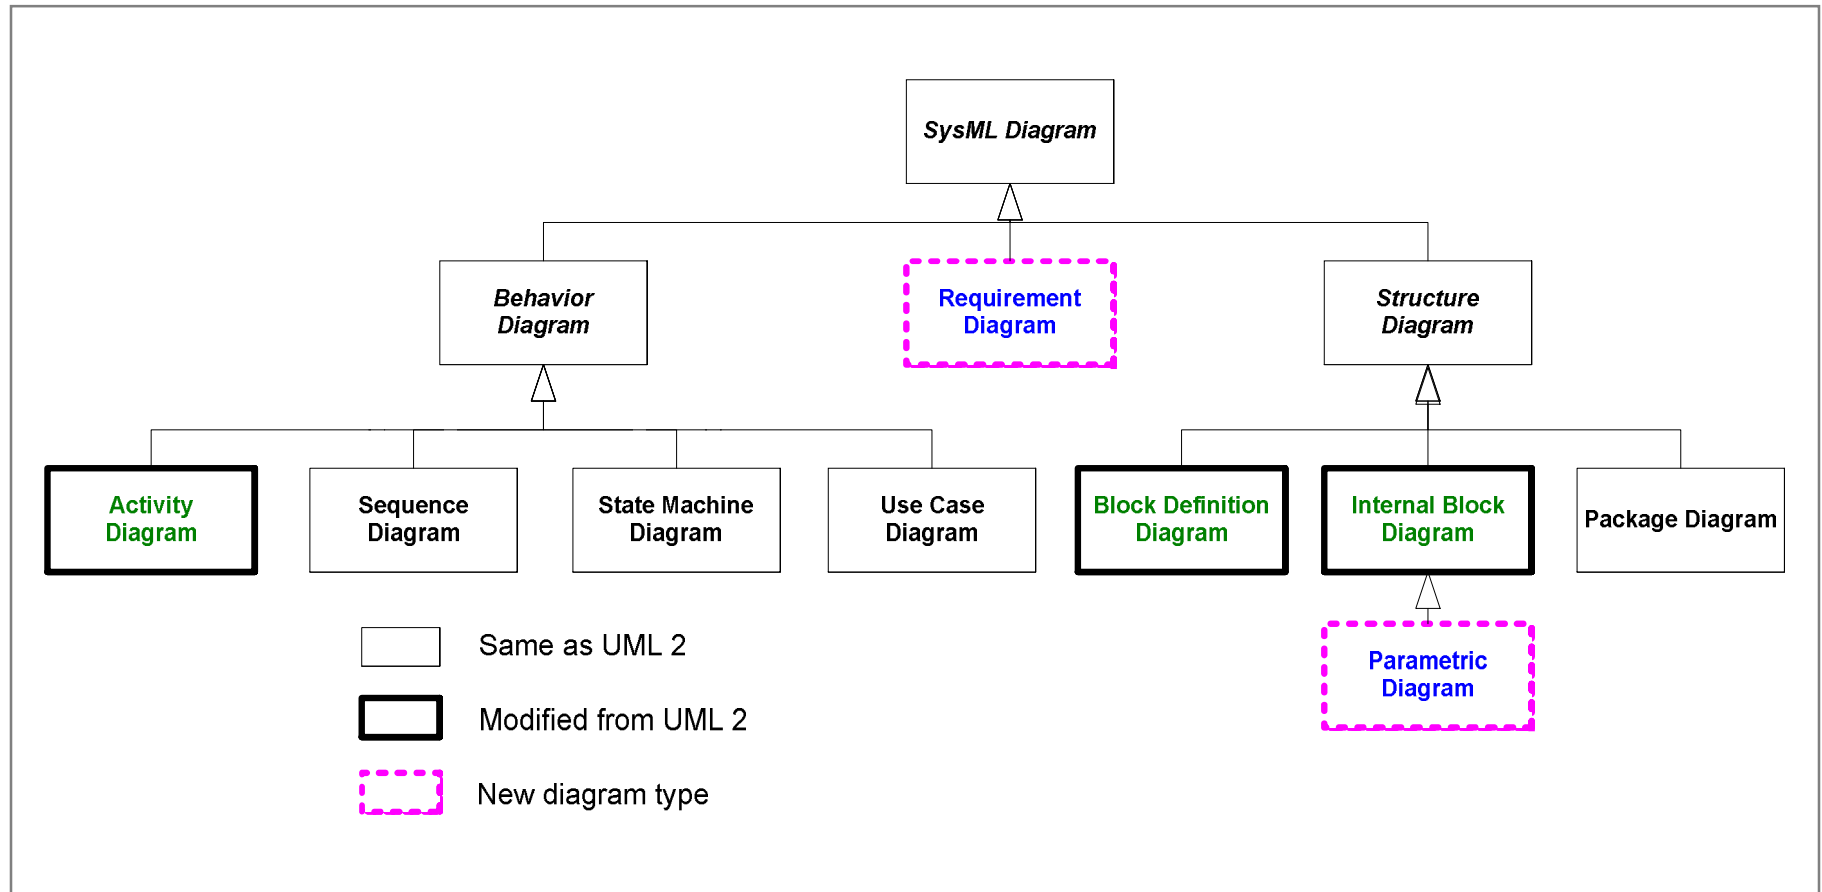 SysML Diagram
Behavior
Diagram
Requirement
Diagram
Structure
Diagram
Activity
Diagram
Sequence
Diagram
State Machine
Diagram
Use Case
Diagram
Block Definition
Diagram
Internal Block
Diagram
Package Diagram
Parametric
Diagram
Same as UML 2
Modified from UML 2
New diagram type